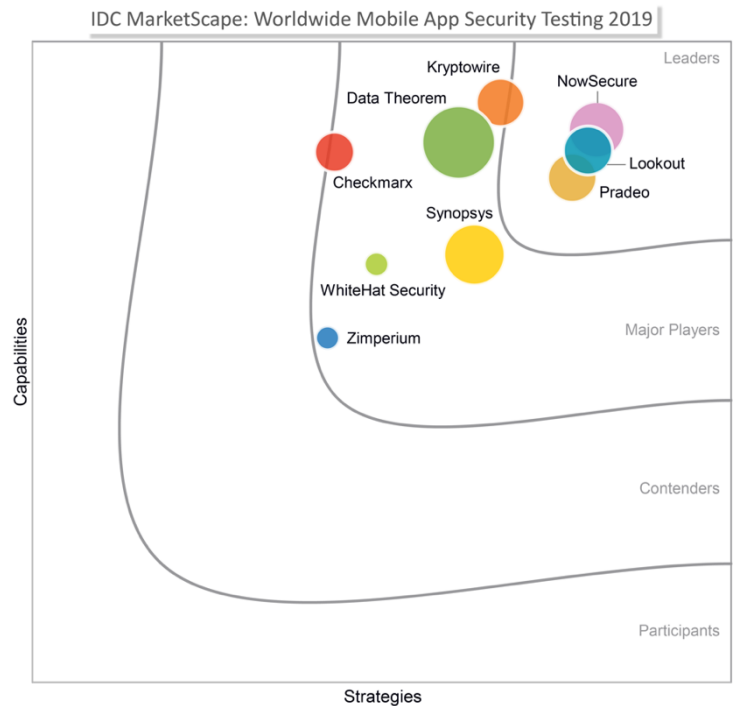 IDC MarketScape: Worldwide Mobile App Security Testing 2019
Leaders
Kryptowire
NowSecure
Data Theorem
Lookout
Checkmarx
Pradeo
Synopsys
WhiteHat Security
Major Players
Zimperium
Capabilities
Contenders
Participants
Strategies